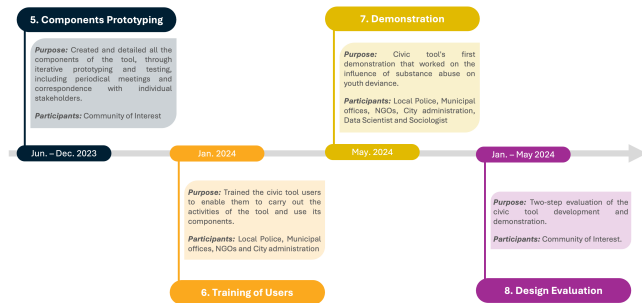 5. Components Prototyping
Purpose: Created and detailed all the
components of the tool, through
iterative prototyping and testing,
including periodical meetings and
correspondence with individual
stakeholders.
Participants: Community of Interest
Jun. – Dec. 2023
Jan. 2024
Purpose: Trained the civic tool users
to enable them to carry out the
activities of the tool and use its
components.
Participants: Local Police, Municipal
offices, NGOs and City administration
6. Training of Users
7. Demonstration
Purpose: Civic tool's first
demonstration that worked on the
influence of substance abuse on
youth deviance.
Participants: Local Police, Municipal
offices, NGOs, City administration,
Data Scientist and Sociologist
May. 2024
Jan. – May 2024
Purpose: Two-step evaluation of the
civic tool development and
demonstration.
Participants: Community of Interest.
8. Design Evaluation